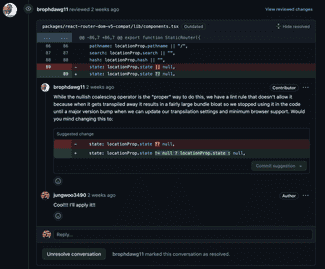 brophdawg11 2 weeks ago
View reviewed changes
packages/react-router-dom-v5-compat/lib/components.tsx Outdated
Hide resolved
@@ -86,7 +86,7 @@ export function StaticRouter({
86 86 pathname: locationProp.pathname || "/",
87 87 search: locationProp.search || "",
88 88 hash: locationProp.hash || "",
89 - state: locationProp.state || null,
89 + state: locationProp.state ?? null,
brophdawg11 2 weeks ago
Contributor
While the nullish coalescing operator is the "proper" way to do this, we have a lint rule that doesn't allow it
because when it gets transpiled away it results in a fairly large bundle bloat so we stopped using it in the code
until a major version bump when we can update our transpilation settings and minimum browser support. Would
you mind changing this to:
Suggested change
- state: locationProp.state ?? null,
+ state: locationProp.state != null ? locationProp.state : null,
Commit suggestion
jungwoo3490 2 weeks ago
Author
Cool!!! I'll apply it!!
Reply...
Unresolve conversation
brophdawg11 marked this conversation as resolved.